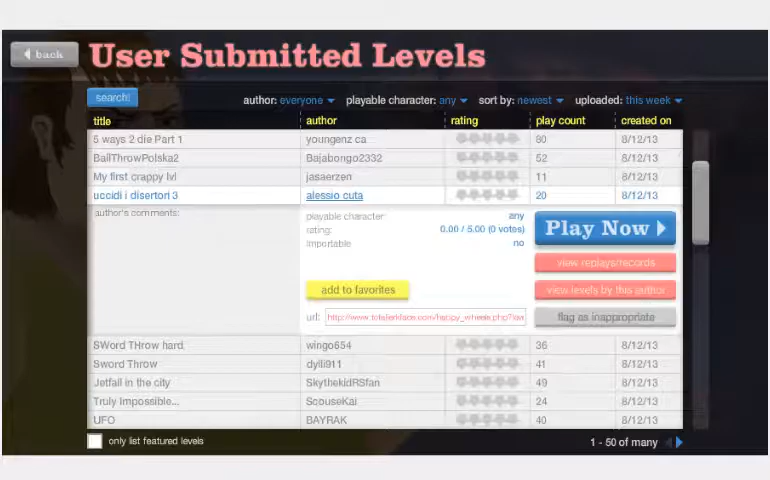 back
User Submitted Levels
search!
author: everyone playable character: any sort by: newest uploaded: this week
title author rating play count created on
5 ways 2 die Part 1 youngenz ca 80 8/12/13
BallThrowPolska2 Bajabongo2332 52 8/12/13
My first crappy lvl jasaerzen 11 8/12/13
uccidi i disertori 3 alessio cuta 20 8/12/13
author's comments:
playable character: any
rating: 0.00 / 5.00 (0 votes)
importable no
Play Now
view replays/records
add to favorites
view levels by this author
url: http://www.totaljerkface.com/happy_wheels.php?
flag as inappropriate
SWord THrow hard wingo654 36 8/12/13
Sword Throw dylli911 41 8/12/13
Jetfall in the city SkythekidRSfan 49 8/12/13
Truly Impossible... ScouseKai 24 8/12/13
UFO BAYRAK 40 8/12/13
only list featured levels
1 - 50 of many